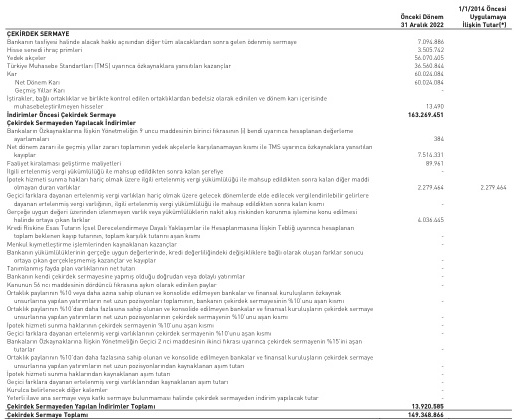 1/1/2014 Öncesi
Önceki Dönem Uygulamaya
31 Aralık 2022 İlişkin Tutar(*)
ÇEKİRDEK SERMAYE
Bankanın tasfiyesi halinde alacak hakkı açısından diğer tüm alacaklardan sonra gelen ödenmiş sermaye 7.094.886
Hisse senedi ihraç primleri 3.505.742
Yedek akçeler 56.070.405
Türkiye Muhasebe Standartları (TMS) uyarınca özkaynaklara yansıtılan kazançlar 36.560.844
Kar 60.024.084
Net Dönem Karı 60.024.084
Geçmiş Yıllar Karı -
İştirakler, bağlı ortaklıklar ve birlikte kontrol edilen ortaklıklardan bedelsiz olarak edinilen ve dönem karı içerisinde
muhasebeleştirilmeyen hisseler 13.490
İndirimler Öncesi Çekirdek Sermaye 163.269.451
Çekirdek Sermayeden Yapılacak İndirimler
Bankaların Özkaynaklarına İlişkin Yönetmeliğin 9 uncu maddesinin birinci fıkrasının (i) bendi uyarınca hesaplanan değerleme
ayarlamaları 384
Net dönem zararı ile geçmiş yıllar zararı toplamının yedek akçelerle karşılanamayan kısmı ile TMS uyarınca özkaynaklara yansıtılan
kayıplar 7.514.331
Faaliyet kiralaması geliştirme maliyetleri 89.961
İlgili ertelenmiş vergi yükümlülüğü ile mahsup edildikten sonra kalan şerefiye -
İpotek hizmeti sunma hakları hariç olmak üzere ilgili ertelenmiş vergi yükümlülüğü ile mahsup edildikten sonra kalan diğer maddi
olmayan duran varlıklar 2.279.464 2.279.464
Geçici farklara dayanan ertelenmiş vergi varlıkları hariç olmak üzere gelecek dönemlerde elde edilecek vergilendirilebilir gelirlere
dayanan ertelenmiş vergi varlığının, ilgili ertelenmiş vergi yükümlülüğü ile mahsup edildikten sonra kalan kısmı -
Gerçeğe uygun değeri üzerinden izlenmeyen varlık veya yükümlülüklerin nakit akış riskinden korunma işlemine konu edilmesi
halinde ortaya çıkan farklar 4.036.445
Kredi Riskine Esas Tutarın İçsel Derecelendirmeye Dayalı Yaklaşımlar ile Hesaplanmasına İlişkin Tebliğ uyarınca hesaplanan
toplam beklenen kayıp tutarının, toplam karşılık tutarını aşan kısmı -
Menkul kıymetleştirme işlemlerinden kaynaklanan kazançlar -
Bankanın yükümlülüklerinin gerçeğe uygun değerlerinde, kredi değerliliğindeki değişikliklere bağlı olarak oluşan farklar sonucu
ortaya çıkan gerçekleşmemiş kazançlar ve kayıplar -
Tanımlanmış fayda plan varlıklarının net tutarı -
Bankanın kendi çekirdek sermayesine yapmış olduğu doğrudan veya dolaylı yatırımlar -
Kanunun 56 ncı maddesinin dördüncü fıkrasına aykırı olarak edinilen paylar -
Ortaklık paylarının %10 veya daha azına sahip olunan ve konsolide edilmeyen bankalar ve finansal kuruluşların özkaynak
unsurlarına yapılan yatırımların net uzun pozisyonları toplamının, bankanın çekirdek sermayesinin %10'unu aşan kısmı -
Ortaklık paylarının %10'dan daha fazlasına sahip olunan ve konsolide edilmeyen bankalar ve finansal kuruluşların çekirdek sermaye
unsurlarına yapılan yatırımların net uzun pozisyonlarının çekirdek sermayenin %10'unu aşan kısmı -
İpotek hizmeti sunma haklarının çekirdek sermayenin %10'unu aşan kısmı -
Geçici farklara dayanan ertelenmiş vergi varlıklarının çekirdek sermayenin %10'unu aşan kısmı -
Bankaların Özkaynaklarına İlişkin Yönetmeliğin Geçici 2 nci maddesinin ikinci fıkrası uyarınca çekirdek sermayenin %15'ini aşan
tutarlar -
Ortaklık paylarının %10'dan daha fazlasına sahip olunan ve konsolide edilmeyen bankalar ve finansal kuruluşların çekirdek sermaye
unsurlarına yapılan yatırımların net uzun pozisyonlarından kaynaklanan aşım tutarı -
İpotek hizmeti sunma haklarından kaynaklanan aşım tutarı -
Geçici farklara dayanan ertelenmiş vergi varlıklarından kaynaklanan aşım tutarı -
Kurulca belirlenecek diğer kalemler -
Yeterli ilave ana sermaye veya katkı sermaye bulunmaması halinde çekirdek sermayeden indirim yapılacak tutar -
Çekirdek Sermayeden Yapılan İndirimler Toplamı 13.920.585
Çekirdek Sermaye Toplamı 149.348.866